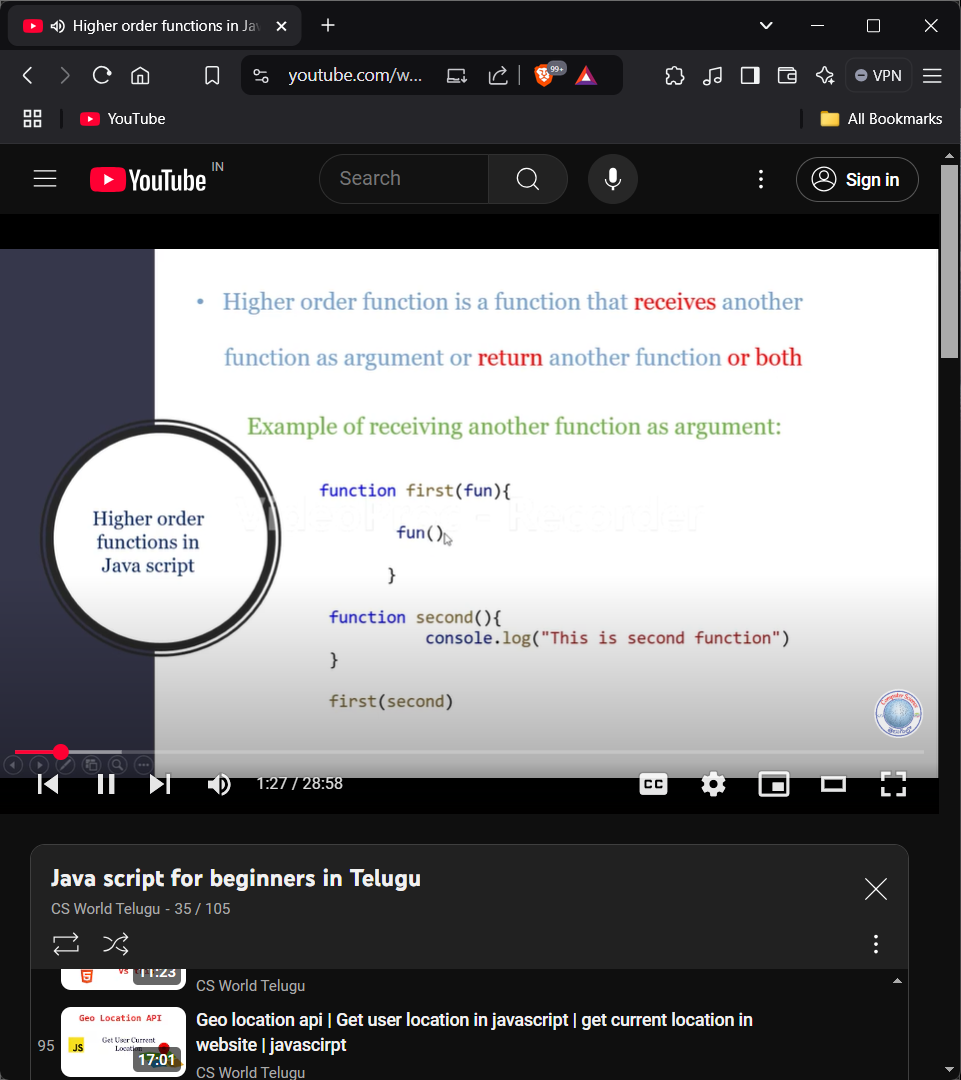 Higher order functions in Ja
youtube.com/w...
99+
VPN
YouTube
All Bookmarks
YouTube IN
Search
Sign in
• Higher order function is a function that receives another
function as argument or return another function or both
Example of receiving another function as argument:
Higher order
functions in
Java script
function first(fun){
fun()
}
function second(){
console.log("This is second function")
}
first(second)
1:27 / 28:58
CC
Java script for beginners in Telugu
CS World Telugu - 35 / 105
11:23
CS World Telugu
95
Geo Location API
JS
Get User Current
Location
17:01
Geo location api | Get user location in javascript | get current location in
website | javascirpt
CS World Telugu